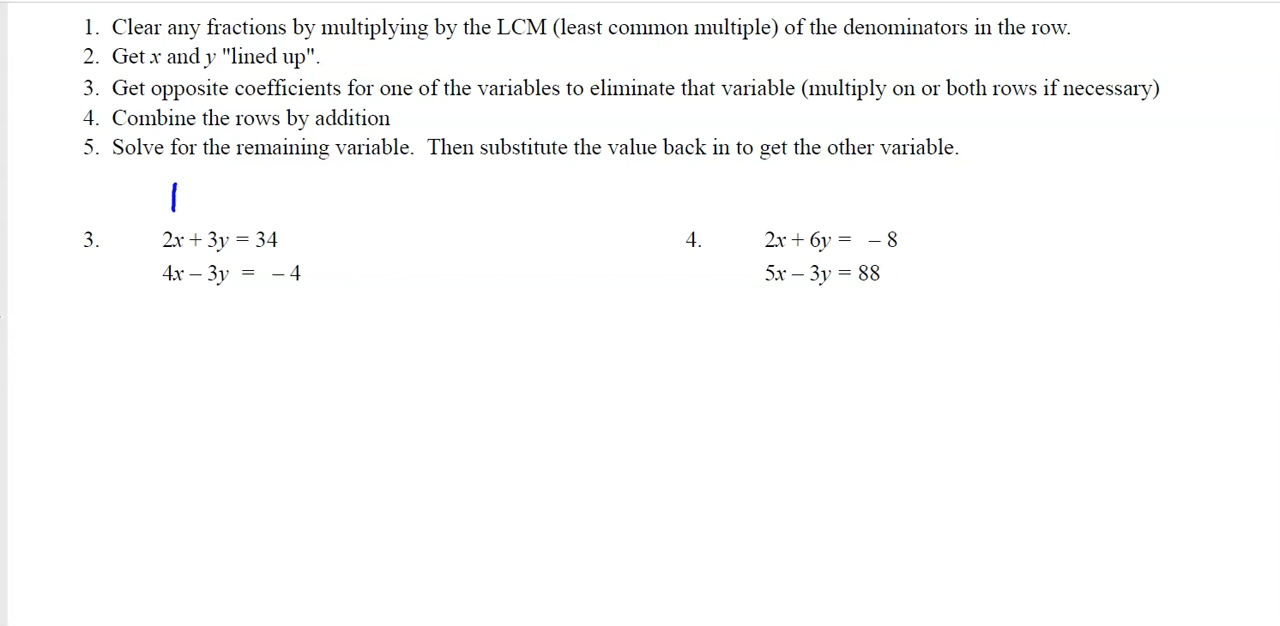 1. Clear any fractions by multiplying by the LCM (least common multiple) of the denominators in the row.
2. Get x and y "lined up".
3. Get opposite coefficients for one of the variables to eliminate that variable (multiply on or both rows if necessary)
4. Combine the rows by addition
5. Solve for the remaining variable. Then substitute the value back in to get the other variable.
3. 2x + 3y = 34
4x – 3y = – 4
4. 2x + 6y = – 8
5x – 3y = 88